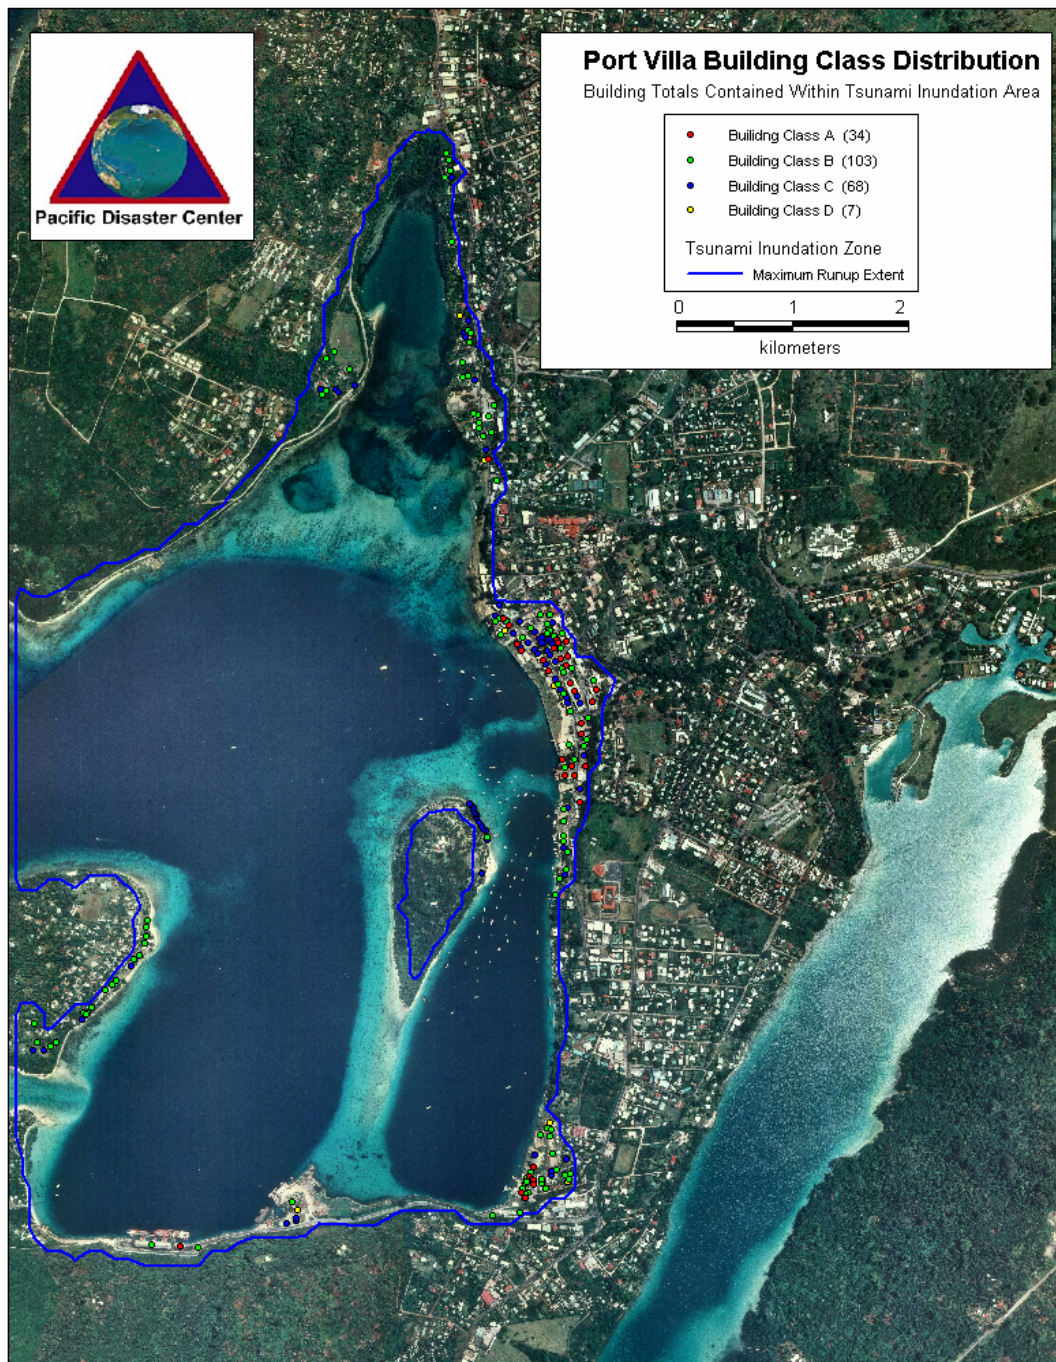 Pacific Disaster Center
Port Villa Building Class Distribution
Building Totals Contained Within Tsunami Inundation Area
Builidng Class A (34)
Building Class B (103)
Building Class C (68)
Building Class D (7)
Tsunami Inundation Zone
Maximum Runup Extent
0 1 2
kilometers